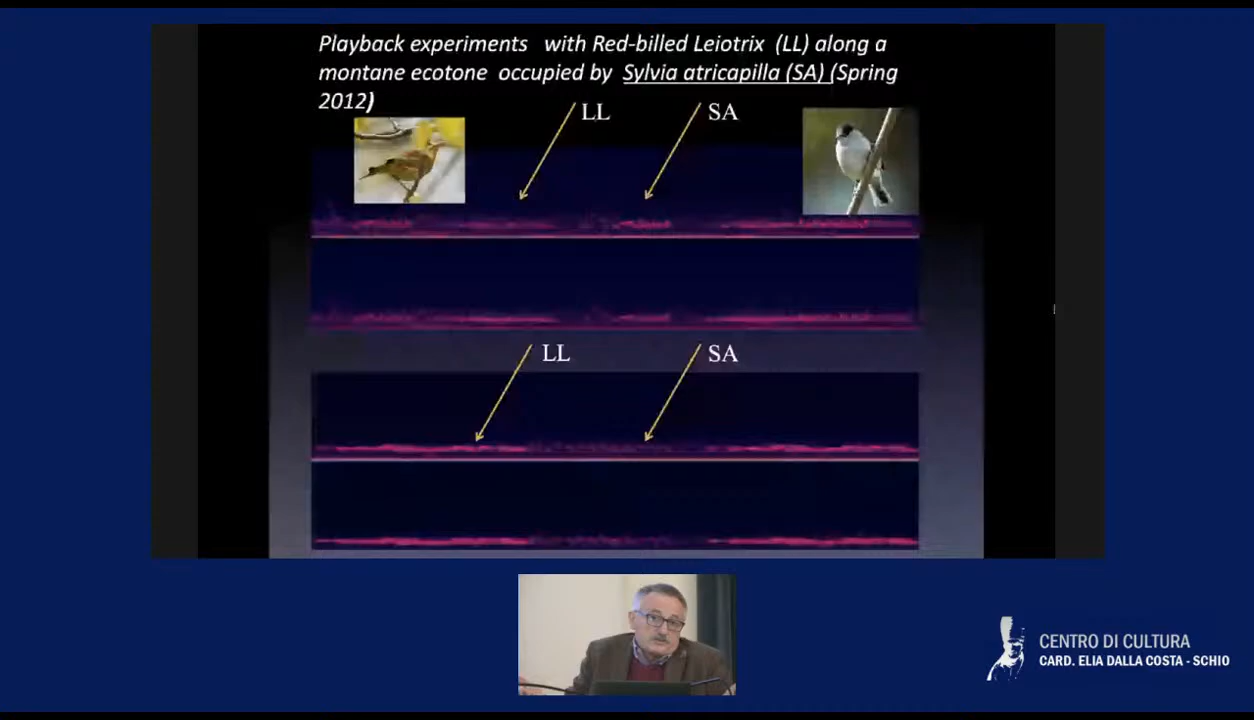 Playback experiments with Red-billed Leiotrix (LL) along a
montane ecotone occupied by Sylvia atricapilla (SA) (Spring
2012)
LL
SA
LL
SA
CENTRO DI CULTURA
CARD. ELIA DALLA COSTA - SCHIO